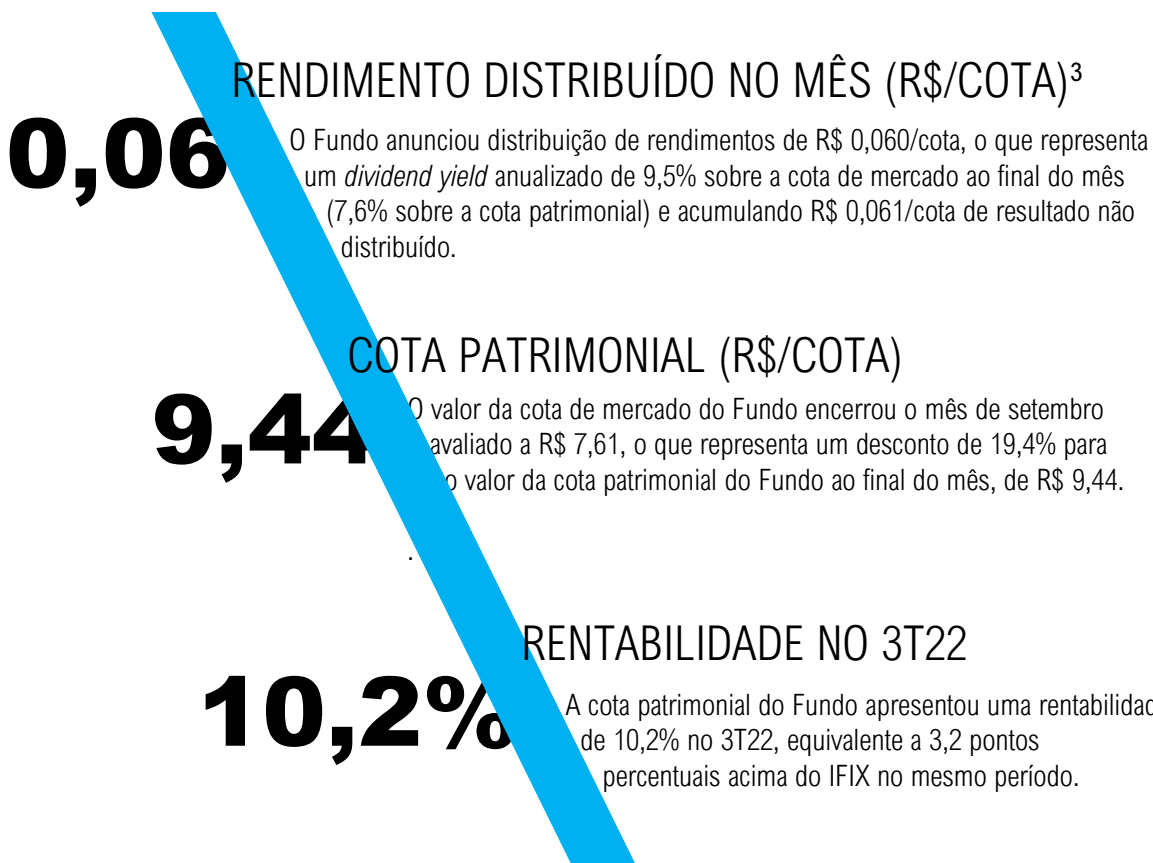 RENDIMENTO DISTRIBUÍDO NO MÊS (R$/COTA)³
0,06
O Fundo anunciou distribuição de rendimentos de R$ 0,060/cota, o que representa
um dividend yield anualizado de 9,5% sobre a cota de mercado ao final do mês
(7,6% sobre a cota patrimonial) e acumulando R$ 0,061/cota de resultado não
distribuído.
COTA PATRIMONIAL (R$/COTA)
9,44
O valor da cota de mercado do Fundo encerrou o mês de setembro
avaliado a R$ 7,61, o que representa um desconto de 19,4% para
o valor da cota patrimonial do Fundo ao final do mês, de R$ 9,44.
.
RENTABILIDADE NO 3T22
10,2%
A cota patrimonial do Fundo apresentou uma rentabilidad
de 10,2% no 3T22, equivalente a 3,2 pontos
percentuais acima do IFIX no mesmo período.